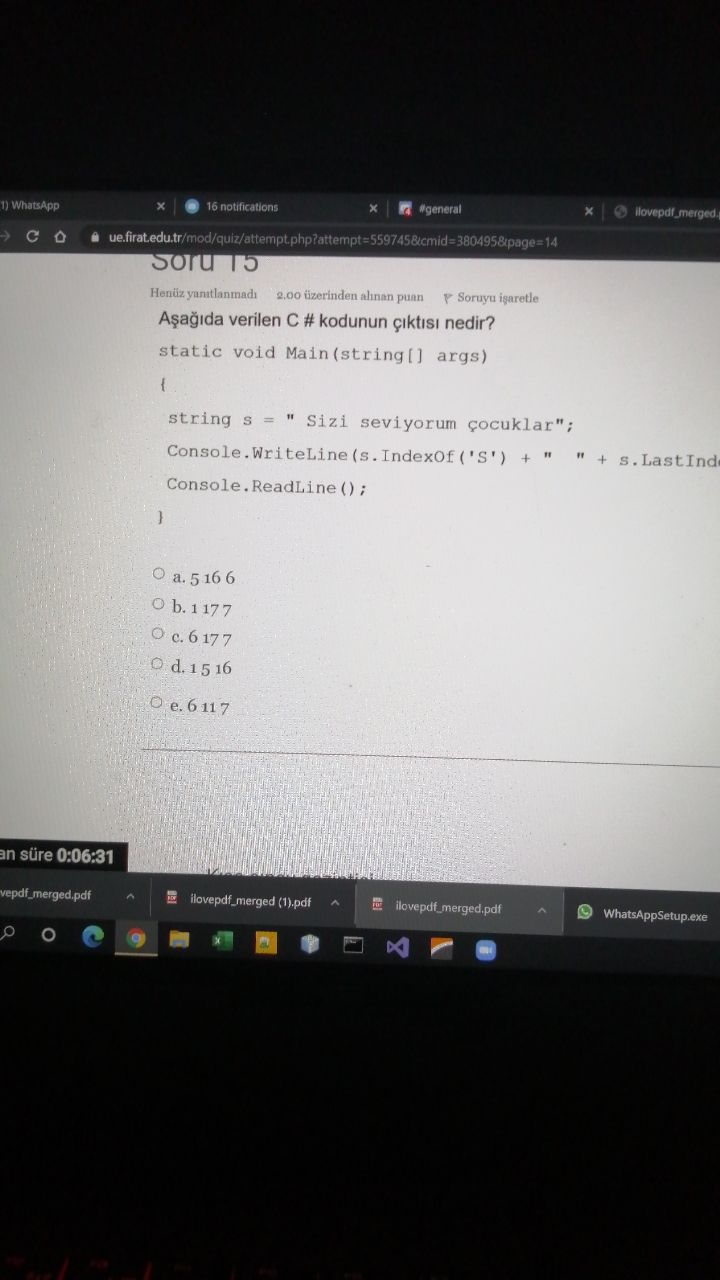 1) WhatsApp
16 notifications
#general
ilovepdf_merged.
ue.firat.edu.tr/mod/quiz/attempt.php?attempt=559745&cmid=380495&page=14
Soru 15
Henüz yanıtlanmadı 2.00 üzerinden alınan puan Soruyu işaretle
Aşağıda verilen C # kodunun çıktısı nedir?
static void Main(string[] args)
{
string s = " Sizi seviyorum çocuklar";
Console.WriteLine(s.IndexOf('S') + "  " + s.LastInde
Console.ReadLine();
}
a. 5 16 6
b. 1 17 7
c. 6 17 7
d. 1 5 16
e. 6 11 7
an süre 0:06:31
vepdf_merged.pdf
ilovepdf_merged (1).pdf
ilovepdf_merged.pdf
WhatsAppSetup.exe